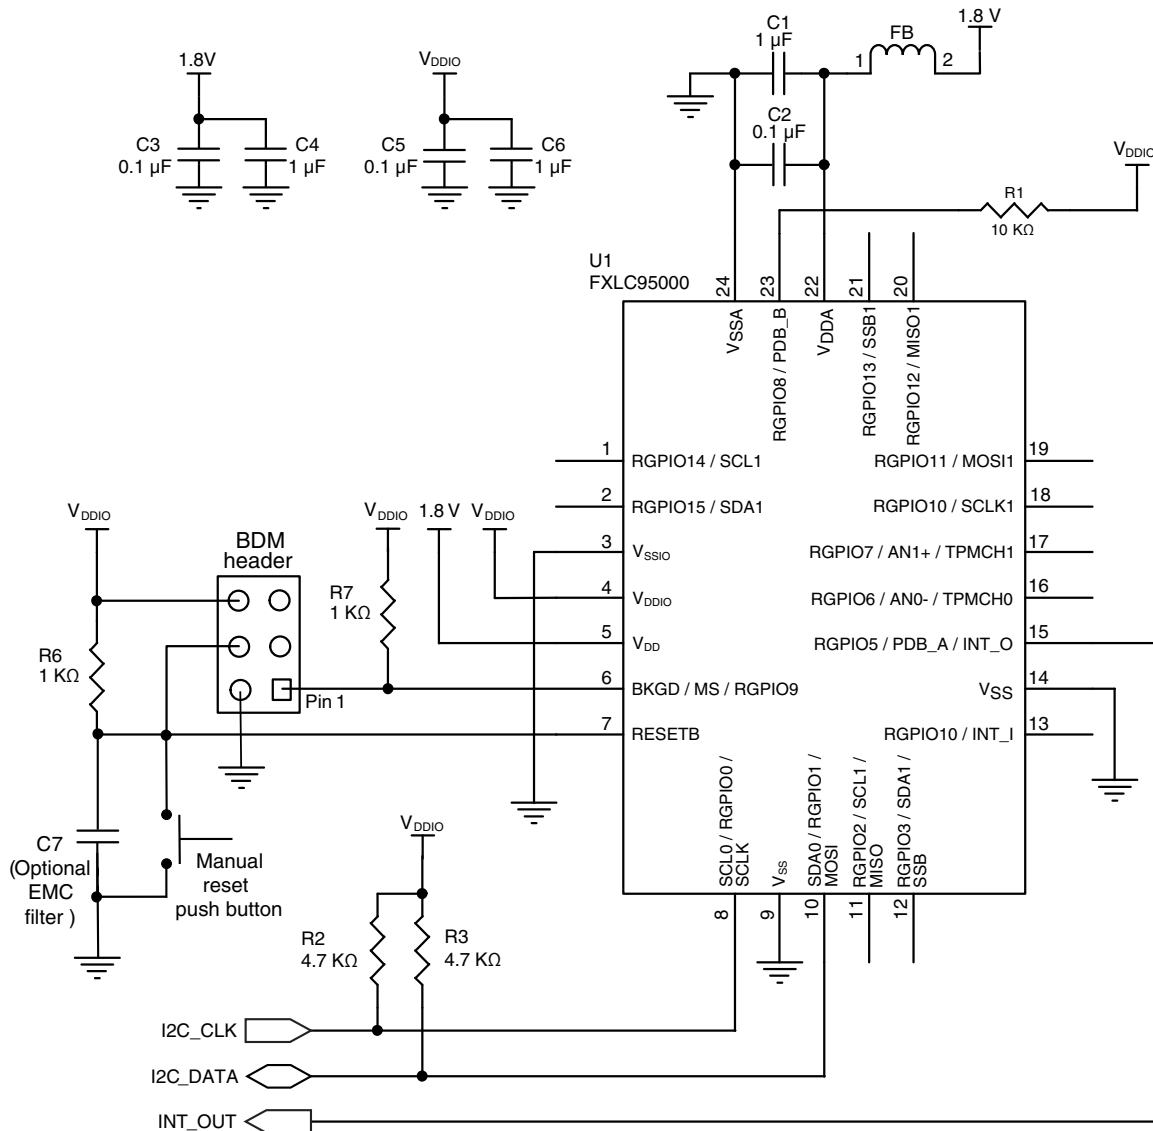 1.8V
C3
0.1 µF
C4
1 µF
VDDIO
C5
0.1 µF
C6
1 µF
C1
1 µF
C2
0.1 µF
1
FB
2
1.8 V
VDDIO
R1
10 KΩ
U1
FXLC95000
24
23
22
21
20
VSSA
RGPIO8 / PDB_B
VDDA
RGPIO13 / SSB1
RGPIO12 / MISO1
1
RGPIO14 / SCL1
2
RGPIO15 / SDA1
3
VSSIO
4
VDDIO
5
VDD
6
BKGD / MS / RGPIO9
7
RESETB
RGPIO11 / MOSI1
19
RGPIO10 / SCLK1
18
RGPIO7 / AN1+ / TPMCH1
17
RGPIO6 / AN0- / TPMCH0
16
RGPIO5 / PDB_A / INT_O
15
VSS
14
RGPIO10 / INT_I
13
SCL0 / RGPIO0 /
SCLK
VSS
SDA0 / RGPIO1 /
MOSI
RGPIO2 / SCL1 /
MISO
RGPIO3 / SDA1 /
SSB
8
9
10
11
12
VDDIO
BDM
header
Pin 1
R6
1 KΩ
VDDIO
1.8 V
VDDIO
R7
1 KΩ
C7
(Optional
EMC
filter )
Manual
reset
push button
VDDIO
R2
4.7 KΩ
R3
4.7 KΩ
I2C_CLK
I2C_DATA
INT_OUT